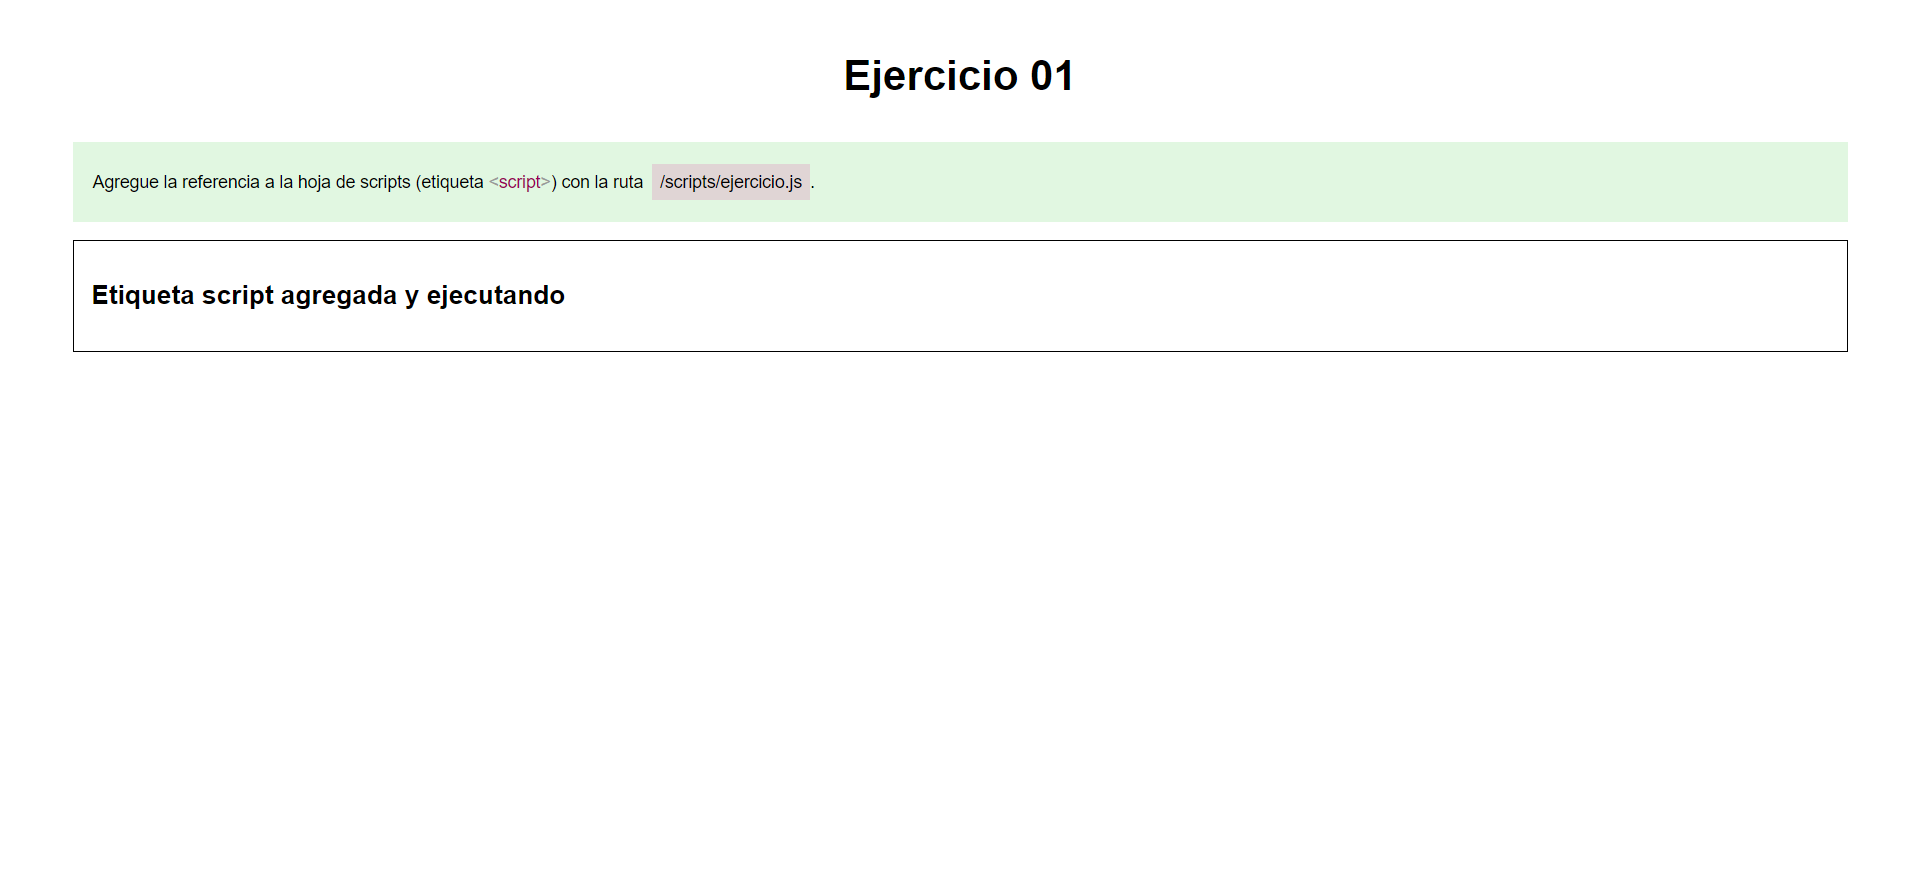 Ejercicio 01
Agregue la referencia a la hoja de scripts (etiqueta <script>) con la ruta /scripts/ejercicio.js.
Etiqueta script agregada y ejecutando